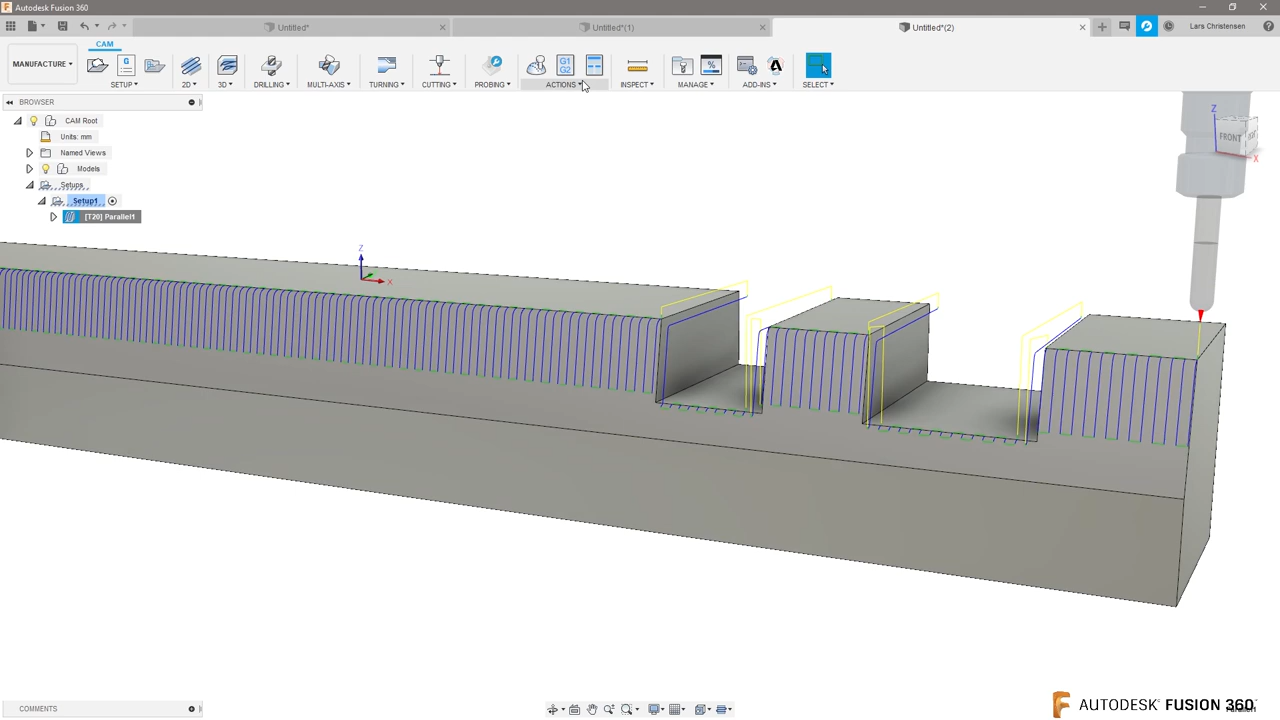 Autodesk Fusion 360
Untitled*
Untitled*(1)
Untitled*(2)
Lars Christensen
CAM
MANUFACTURE
G1
G2
SETUP
2D
3D
DRILLING
MULTI-AXIS
TURNING
CUTTING
PROBING
ACTIONS
INSPECT
MANAGE
ADD-INS
SELECT
BROWSER
CAM Root
Units: mm
Named Views
Models
Setups
Setup1
[T20] Parallel1
Z
X
Z
FRONT
X
COMMENTS
AUTODESK® FUSION 360